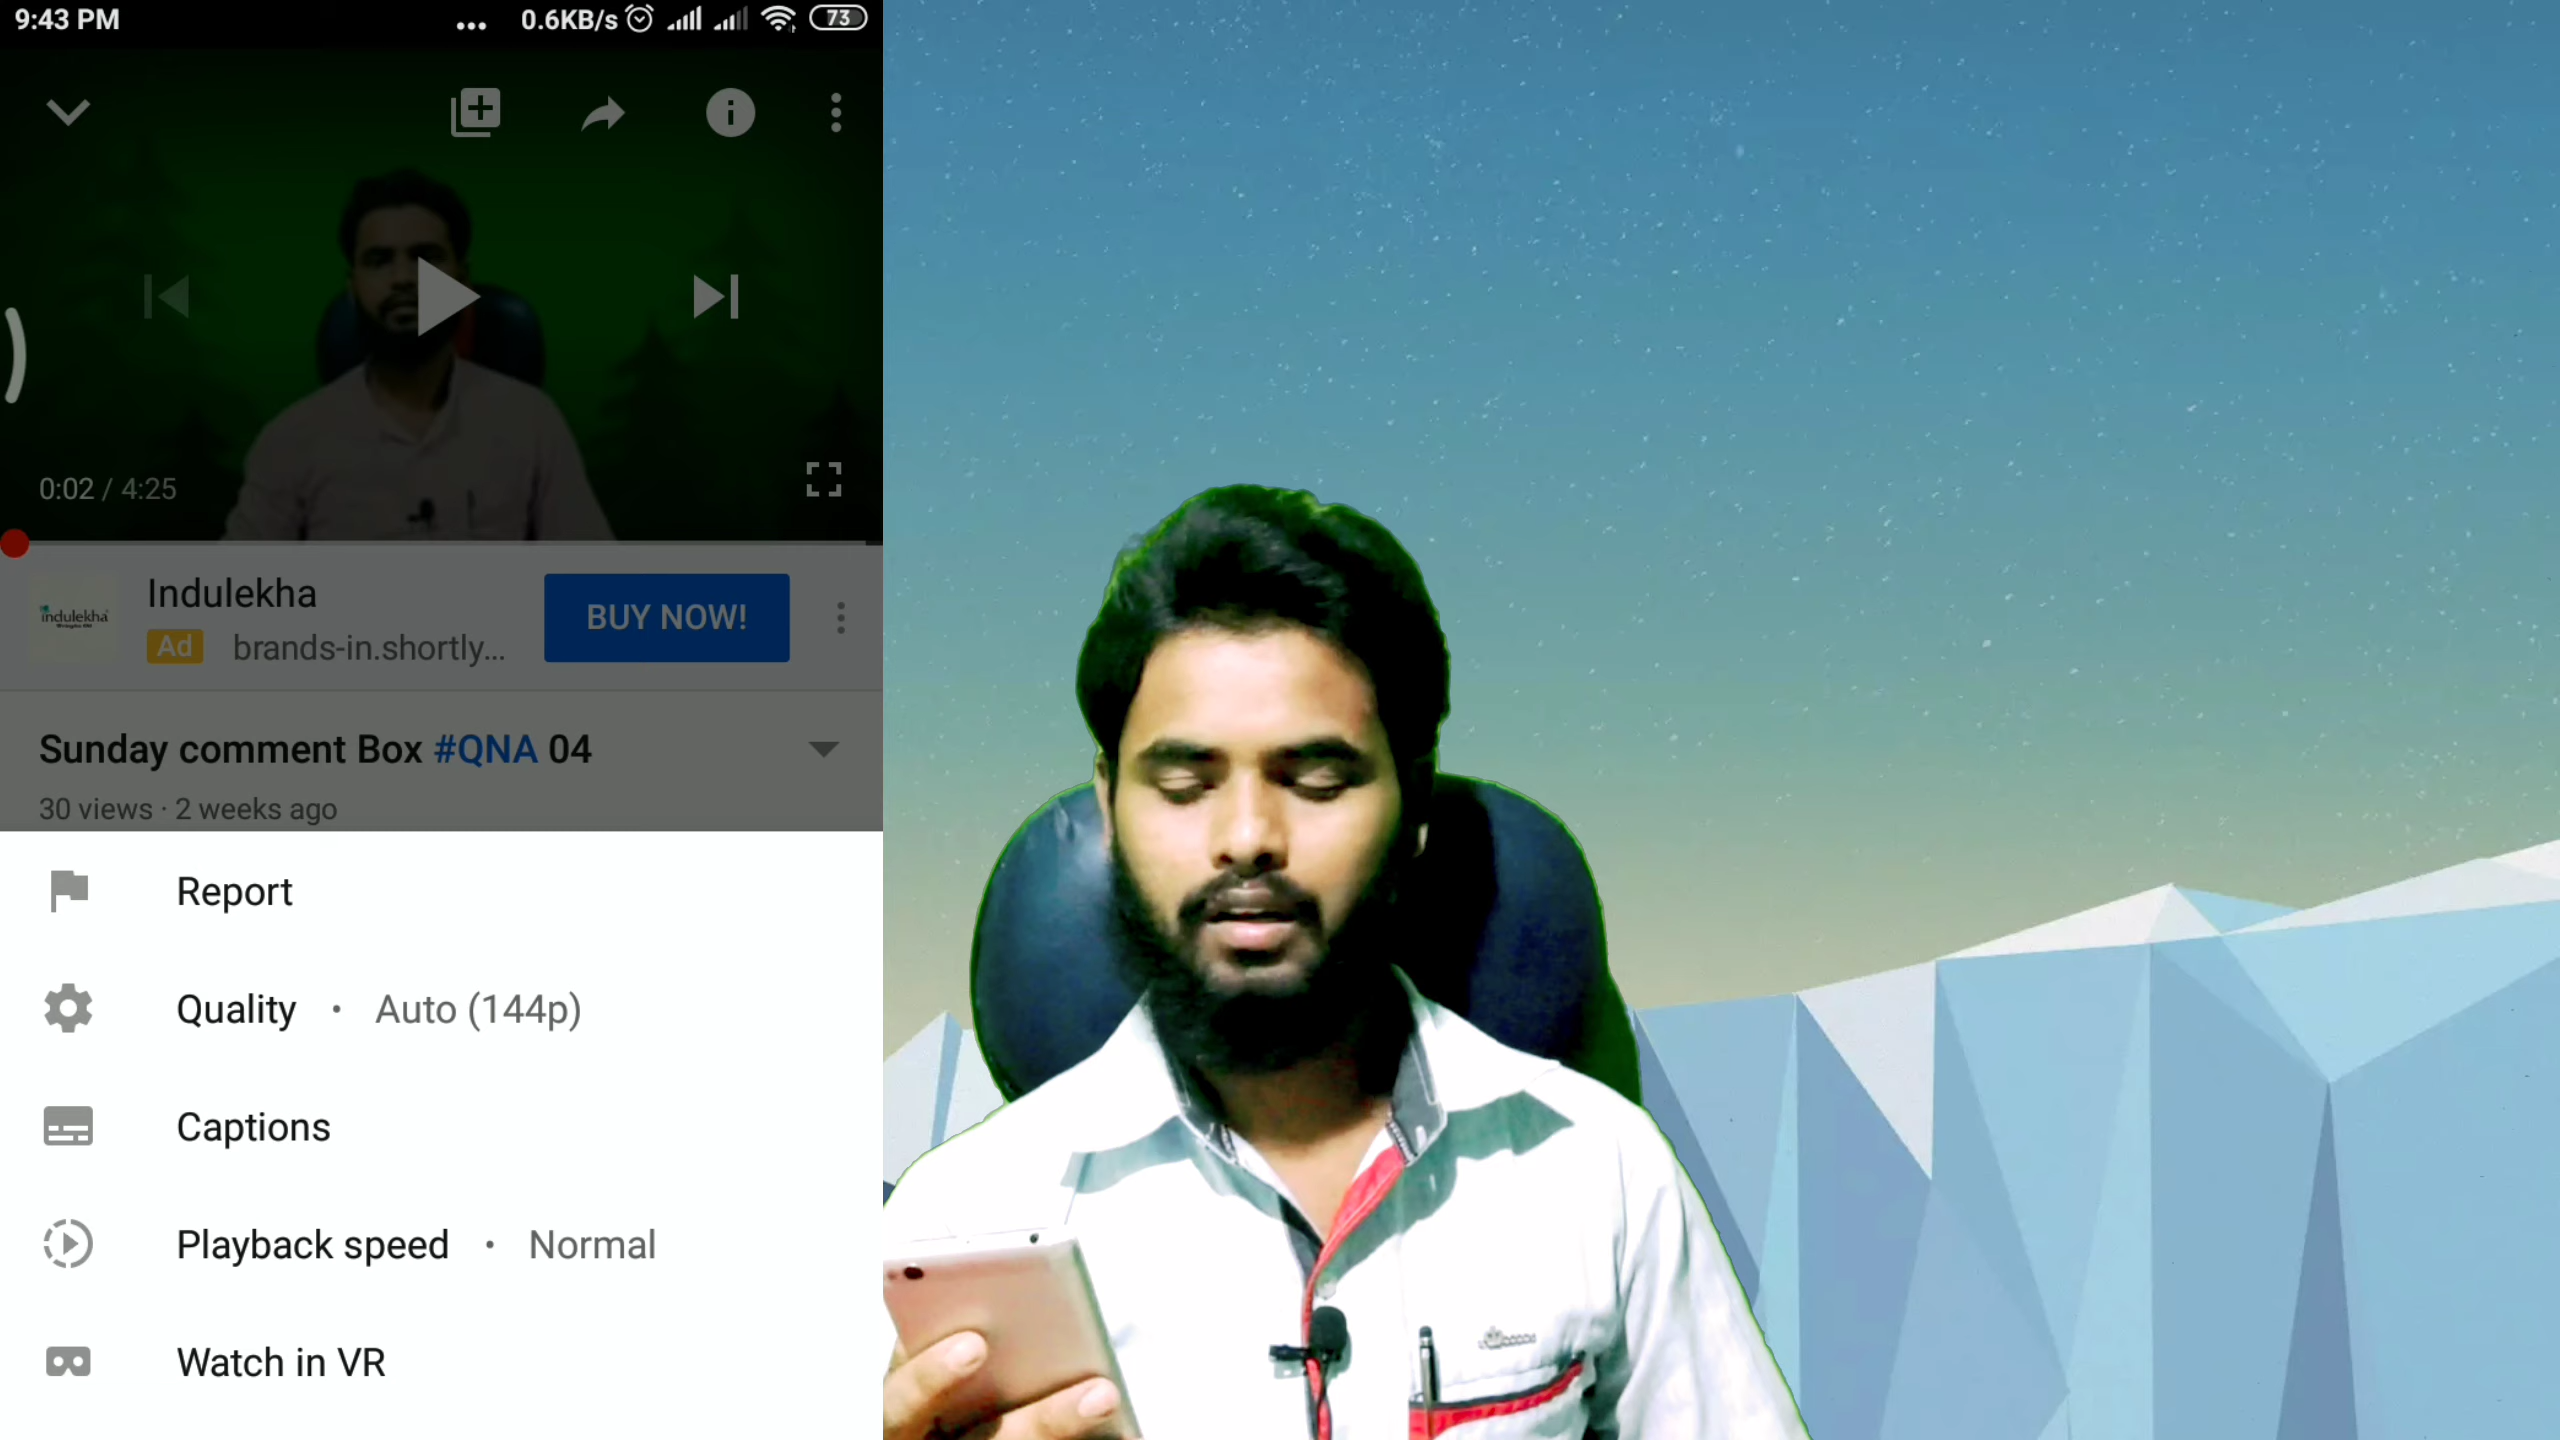 9:43 PM ... 0.6KB/s 73
0:02 / 4:25
indulekha
Indulekha
Ad brands-in.shortly...
BUY NOW!
Sunday comment Box #QNA 04
30 views · 2 weeks ago
Report
Quality · Auto (144p)
Captions
Playback speed · Normal
Watch in VR